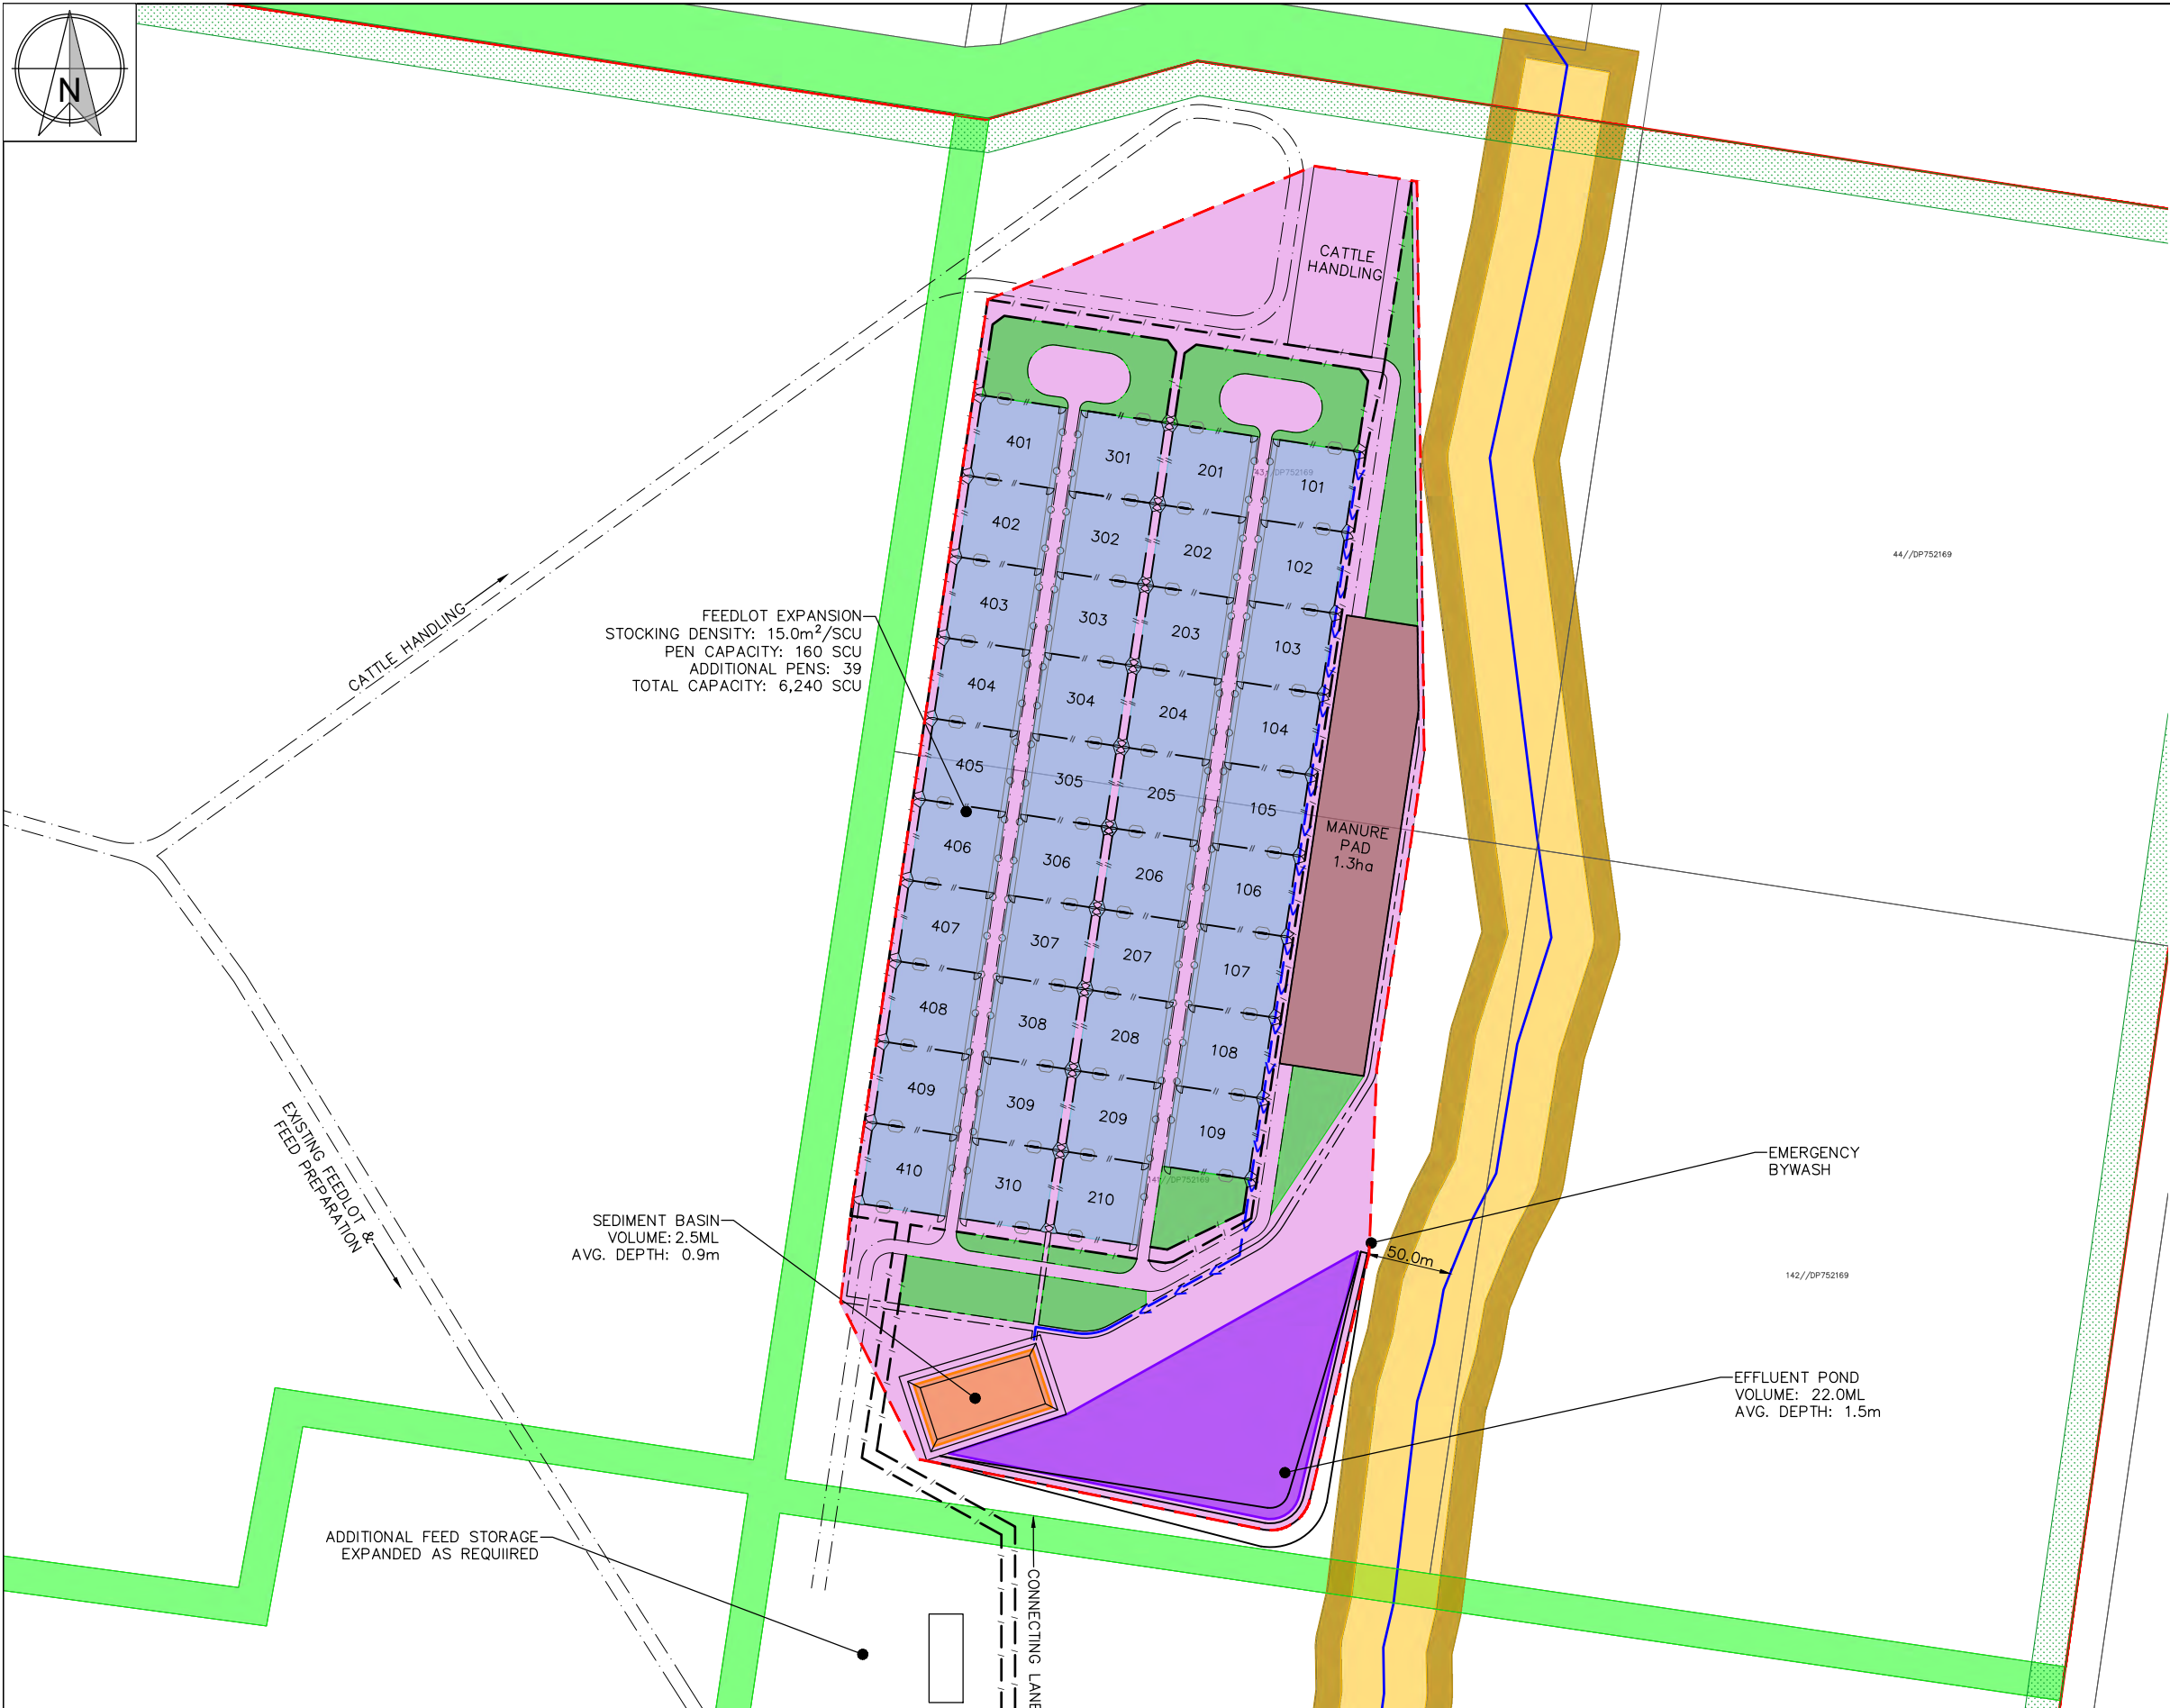 N
CATTLE
HANDLING
401
301
201
43//DP752169
101
402
302
202
102
44//DP752169
CATTLE HANDLING
FEEDLOT EXPANSION
STOCKING DENSITY: 15.0m²/SCU
PEN CAPACITY: 160 SCU
ADDITIONAL PENS: 39
TOTAL CAPACITY: 6,240 SCU
403
303
203
103
404
304
204
104
405
305
205
105
MANURE
PAD
1.3ha
406
306
206
106
407
307
207
107
408
308
208
108
409
309
209
109
410
310
210
141//DP752169
EXISTING FEEDLOT &
FEED PREPARATION
EMERGENCY
BYWASH
SEDIMENT BASIN
VOLUME: 2.5ML
AVG. DEPTH: 0.9m
50.0m
142//DP752169
EFFLUENT POND
VOLUME: 22.0ML
AVG. DEPTH: 1.5m
ADDITIONAL FEED STORAGE
EXPANDED AS REQUIIRED
CONNECTING LANE